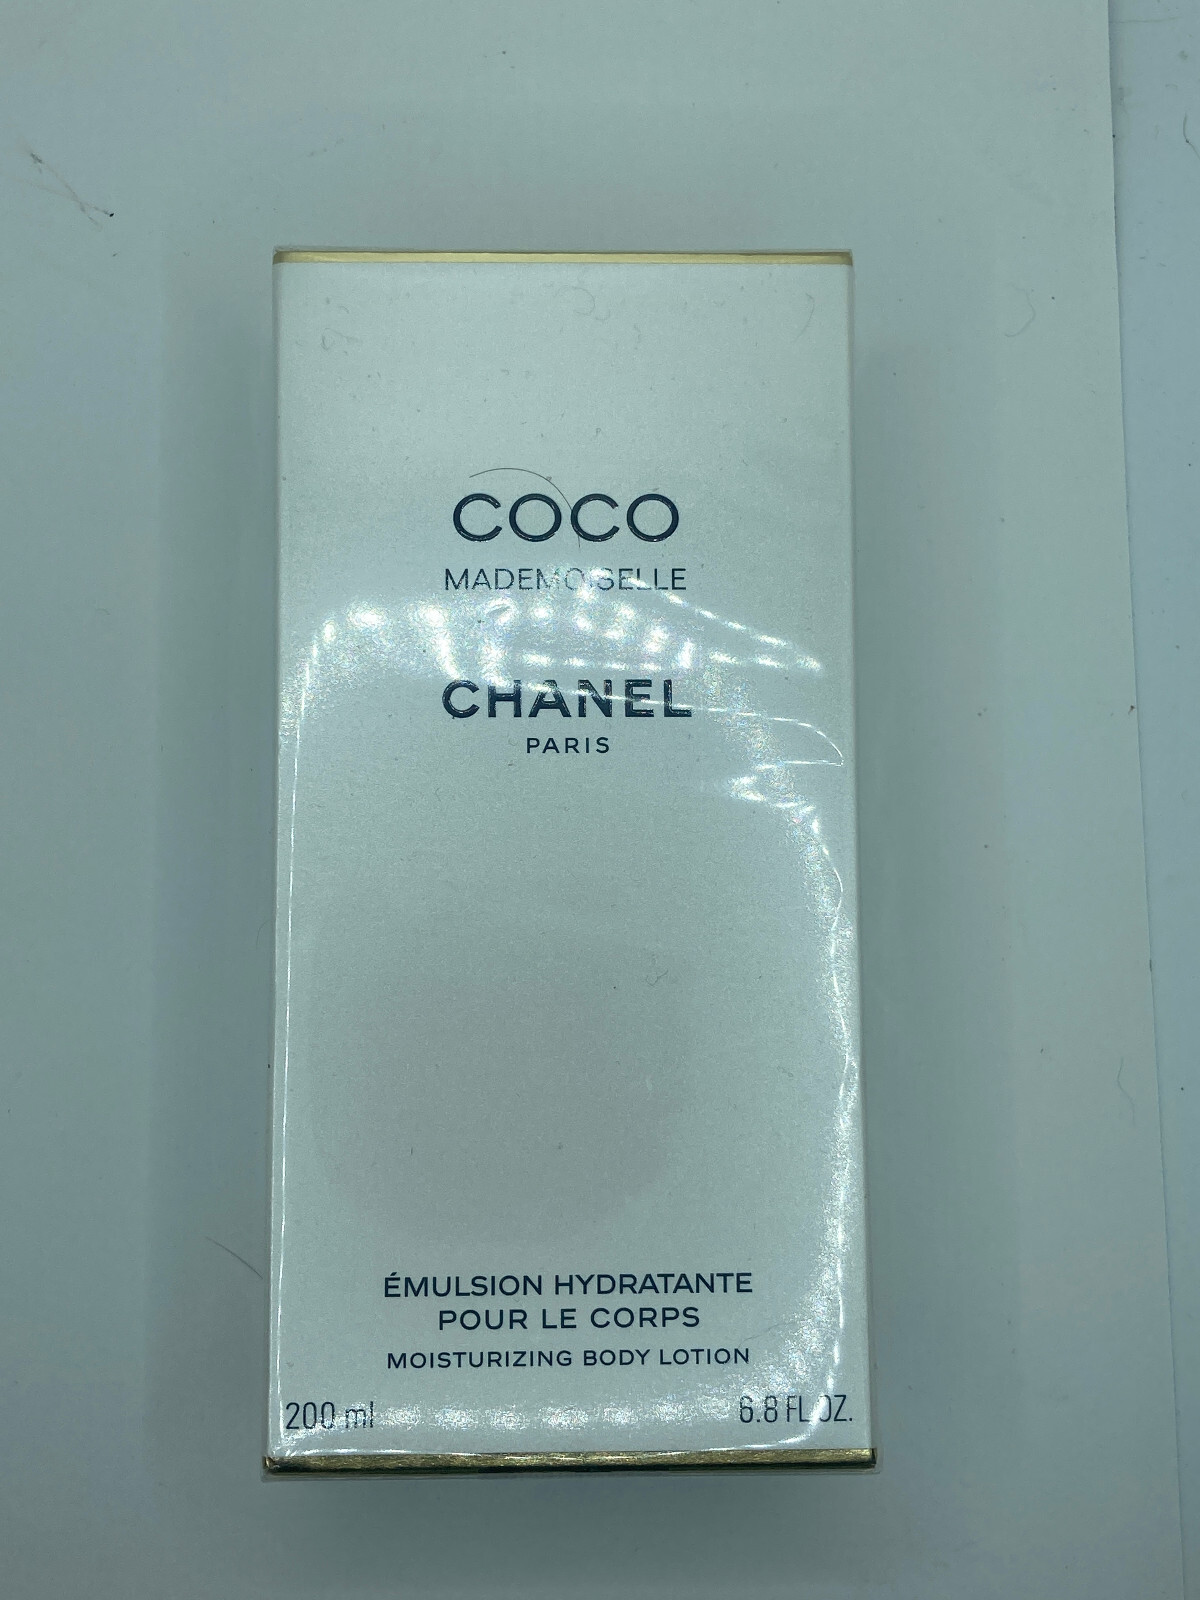 COCO
MADEMOISELLE
CHANEL
PARIS
ÉMULSION HYDRATANTE
POUR LE CORPS
MOISTURIZING BODY LOTION
200 ml 6.8 FL OZ.